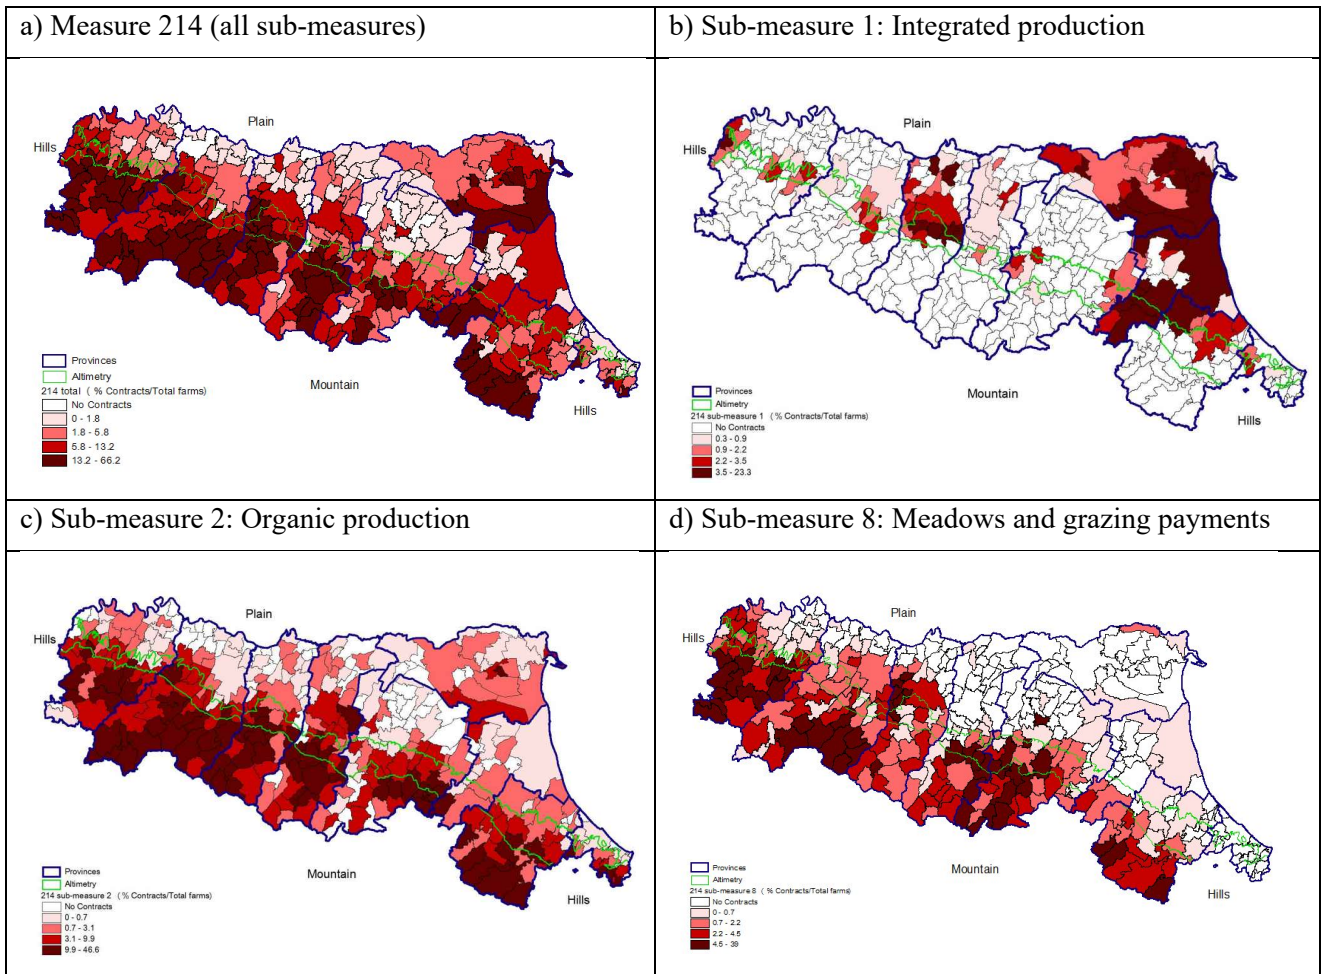 a) Measure 214 (all sub-measures)
b) Sub-measure 1: Integrated production
Plain
Hills
Mountain
Hills
Provinces
Altimetry
214 total ( % Contracts/Total farms)
No Contracts
0 - 1.8
1.8 - 5.8
5.8 - 13.2
13.2 - 66.2
Plain
Hills
Mountain
Hills
Provinces
Altimetry
214 sub-measure 1 ( % Contracts/Total farms)
No Contracts
0.3 - 0.9
0.9 - 2.2
2.2 - 3.5
3.5 - 23.3
c) Sub-measure 2: Organic production
d) Sub-measure 8: Meadows and grazing payments
Plain
Hills
Mountain
Hills
Provinces
Altimetry
214 sub-measure 2 ( % Contracts/Total farms)
No Contracts
0 - 0.7
0.7 - 3.1
3.1 - 9.9
9.9 - 46.6
Plain
Hills
Mountain
Hills
Provinces
Altimetry
214 sub-measure 8 ( % Contracts/Total farms)
No Contracts
0 - 0.7
0.7 - 2.2
2.2 - 4.5
4.5 - 39